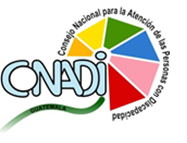 Consejo Nacional para la Atención de las Personas con Discapacidad
CNADI
GUATEMALA